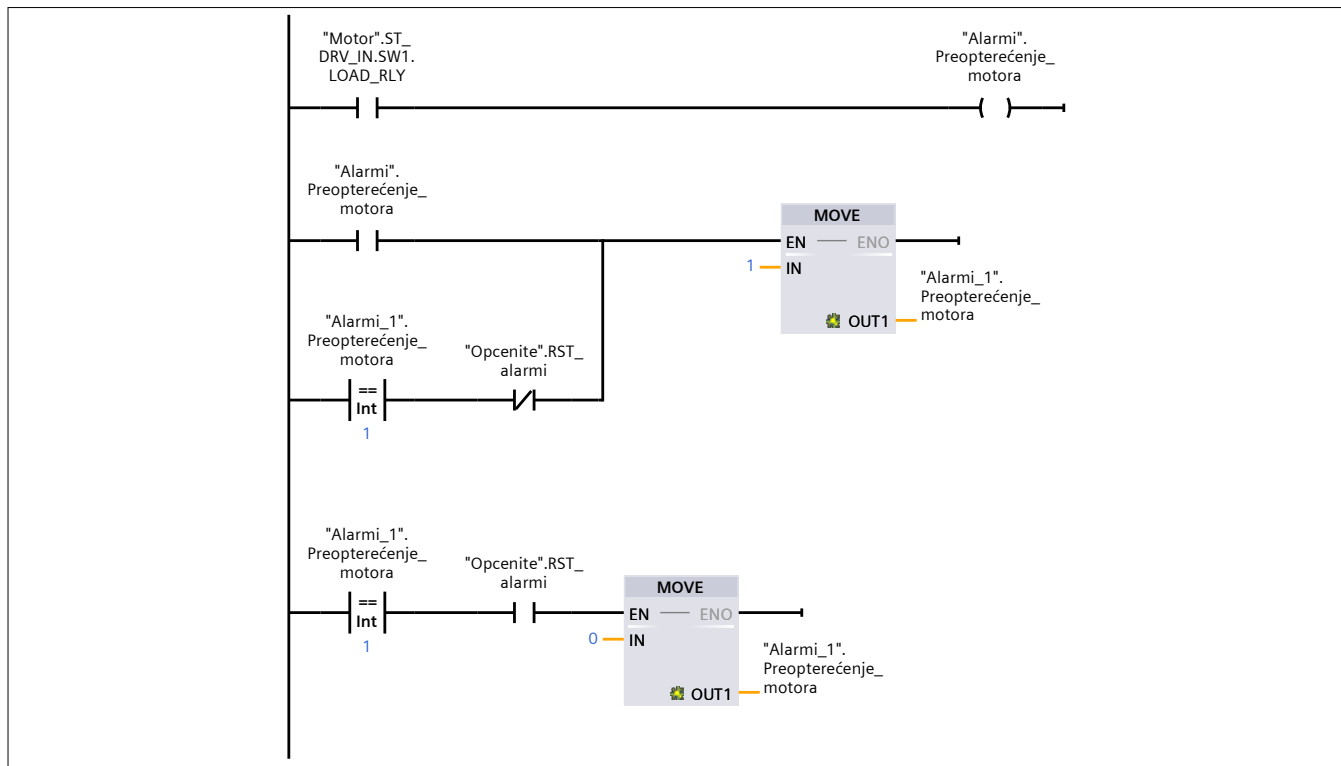 "Motor".ST_
DRV_IN.SW1.
LOAD_RLY
"Alarmi".
Preopterećenje_
motora
"Alarmi".
Preopterećenje_
motora
MOVE
EN
ENO
1
IN
"Alarmi_1".
Preopterećenje_
motora
OUT1
"Alarmi_1".
Preopterećenje_
motora
"Opcenite".RST_
alarmi
==
Int
1
"Alarmi_1".
Preopterećenje_
motora
"Opcenite".RST_
alarmi
==
Int
1
MOVE
EN
ENO
0
IN
"Alarmi_1".
Preopterećenje_
motora
OUT1